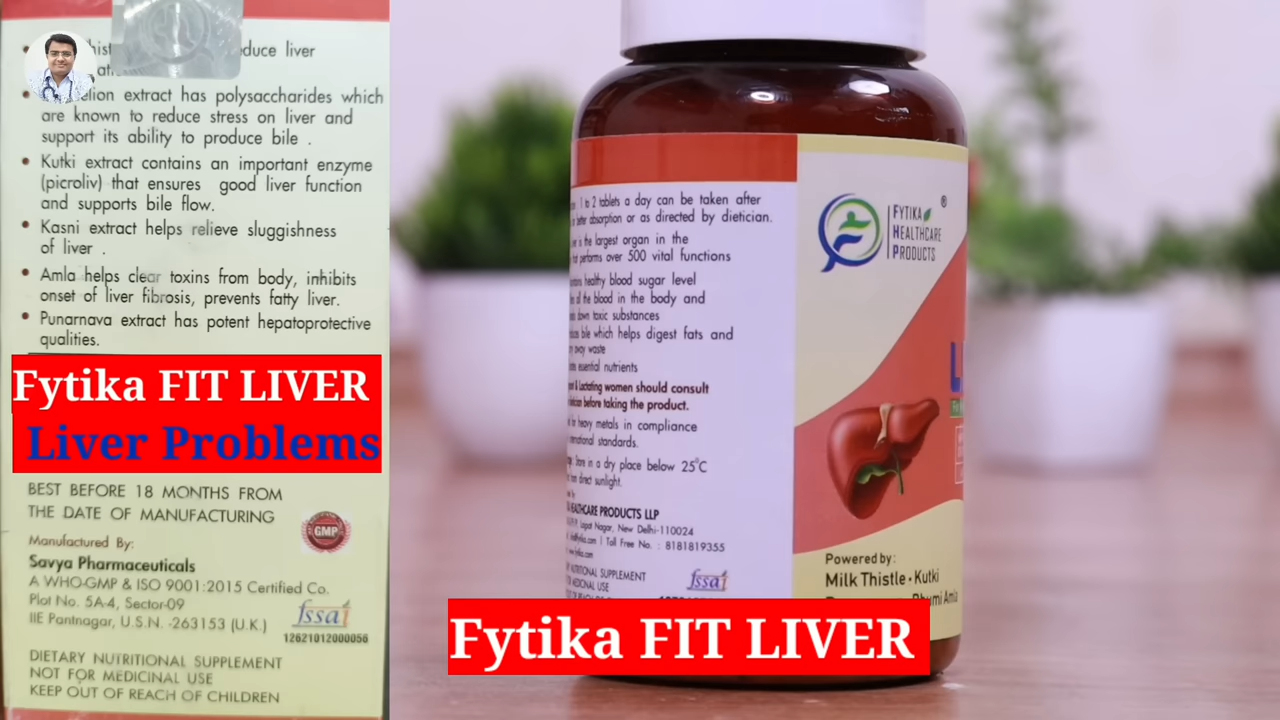 duce liver
extract has polysaccharides which
are known to reduce stress on liver and
support its ability to produce bile .
Kutki extract contains an important enzyme
(picroliv) that ensures good liver function
and supports bile flow.
Kasni extract helps relieve sluggishness
of liver .
Amla helps clear toxins from body, inhibits
onset of liver fibrosis, prevents fatty liver.
Punarnava extract has potent hepatoprotective
qualities.
Fytika FIT LIVER
Liver Problems
BEST BEFORE 18 MONTHS FROM
THE DATE OF MANUFACTURING
GMP
Manufactured By:
Savya Pharmaceuticals
A WHO-GMP & ISO 9001:2015 Certified Co.
Plot No. 5A-4, Sector-09
IIE Pantnagar, U.S.N. -263153 (U.K.)
fssai
12621012000056
DIETARY NUTRITIONAL SUPPLEMENT
NOT FOR MEDICINAL USE
KEEP OUT OF REACH OF CHILDREN
1 to 2 tablets a day can be taken after
better absorption or as directed by dietician.
is the largest organ in the
performs over 500 vital functions
healthy blood sugar level
all the blood in the body and
down toxic substances
bile which helps digest fats and
away waste
essential nutrients
& Lactating women should consult
before taking the product.
for heavy metals in compliance
standards.
Store in a dry place below 25°C
from direct sunlight.
HEALTHCARE PRODUCTS LLP
Lajpat Nagar, New Delhi-110024
Toll Free No. : 8181819355
NUTRITIONAL SUPPLEMENT
MEDICINAL USE
fssai
FYTIKA
HEALTHCARE
PRODUCTS
®
Powered by:
Milk Thistle • Kutki
Fytika FIT LIVER